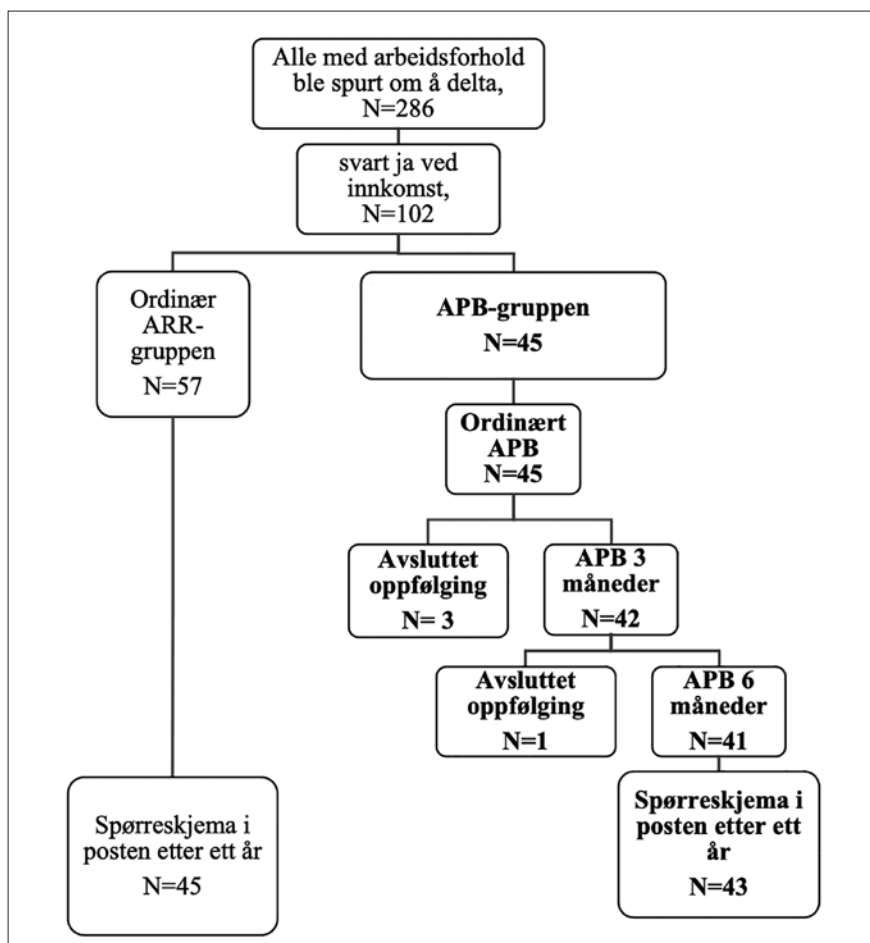 Alle med arbeidsforhold
ble spurt om å delta,
N=286
svart ja ved
innkomst,
N=102
Ordinær
ARR-
gruppen
N=57
APB-gruppen
N=45
Ordinært
APB
N=45
Avsluttet
oppfølging
N= 3
APB 3
måneder
N=42
Avsluttet
oppfølging
N=1
APB 6
måneder
N=41
Spørreskjema i
posten etter ett år
N=45
Spørreskjema i
posten etter ett
år
N=43